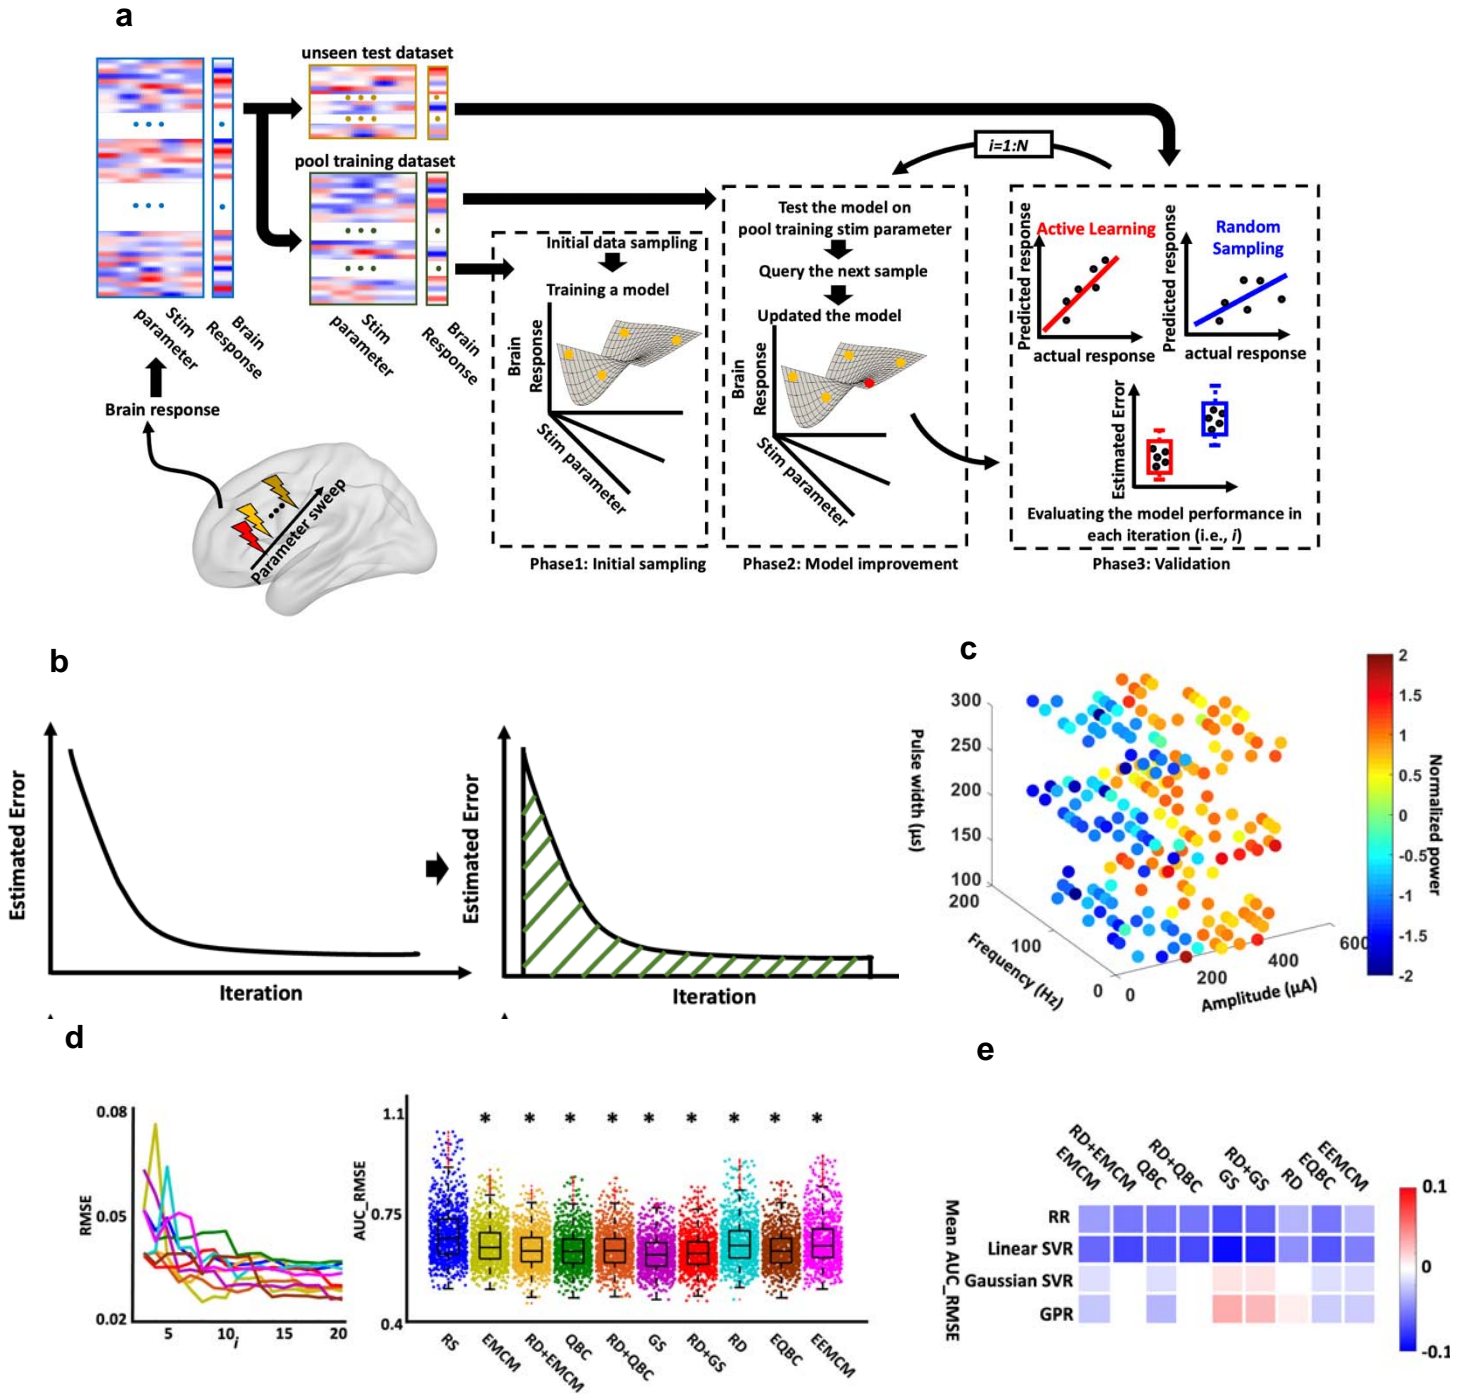 a
unseen test dataset
pool training dataset
Stim
parameter
Brain
Response
Stim
parameter
Brain
Response
Brain response
Parameter sweep
Initial data sampling
Training a model
Brain
Response
Stim parameter
Phase1: Initial sampling
i=1:N
Test the model on
pool training stim parameter
Query the next sample
Updated the model
Brain
Response
Stim parameter
Phase2: Model improvement
Active Learning
Predicted response
actual response
Random
Sampling
Predicted response
actual response
Estimated Error
Evaluating the model performance in
each iteration (i.e., i)
Phase3: Validation
b
Estimated Error
Iteration
Estimated Error
Iteration
c
300
250
200
150
100
Pulse width (µs)
200
100
0
Frequency (Hz)
0
200
400
600
Amplitude (µA)
2
1.5
1
0.5
0
-0.5
-1
-1.5
-2
Normalized power
d
0.08
0.05
0.02
RMSE
5
10
15
20
i
1.1
0.75
0.4
AUC_RMSE
* * * * * * * * *
RS
EMCM
RD+EMCM
QBC
RD+QBC
GS
RD+GS
RD
EQBC
EEMCM
e
EMCM
RD+EMCM
QBC
RD+QBC
GS
RD+GS
RD
EQBC
EEMCM
RR
Linear SVR
Gaussian SVR
GPR
Mean AUC_RMSE
0.1
0
-0.1